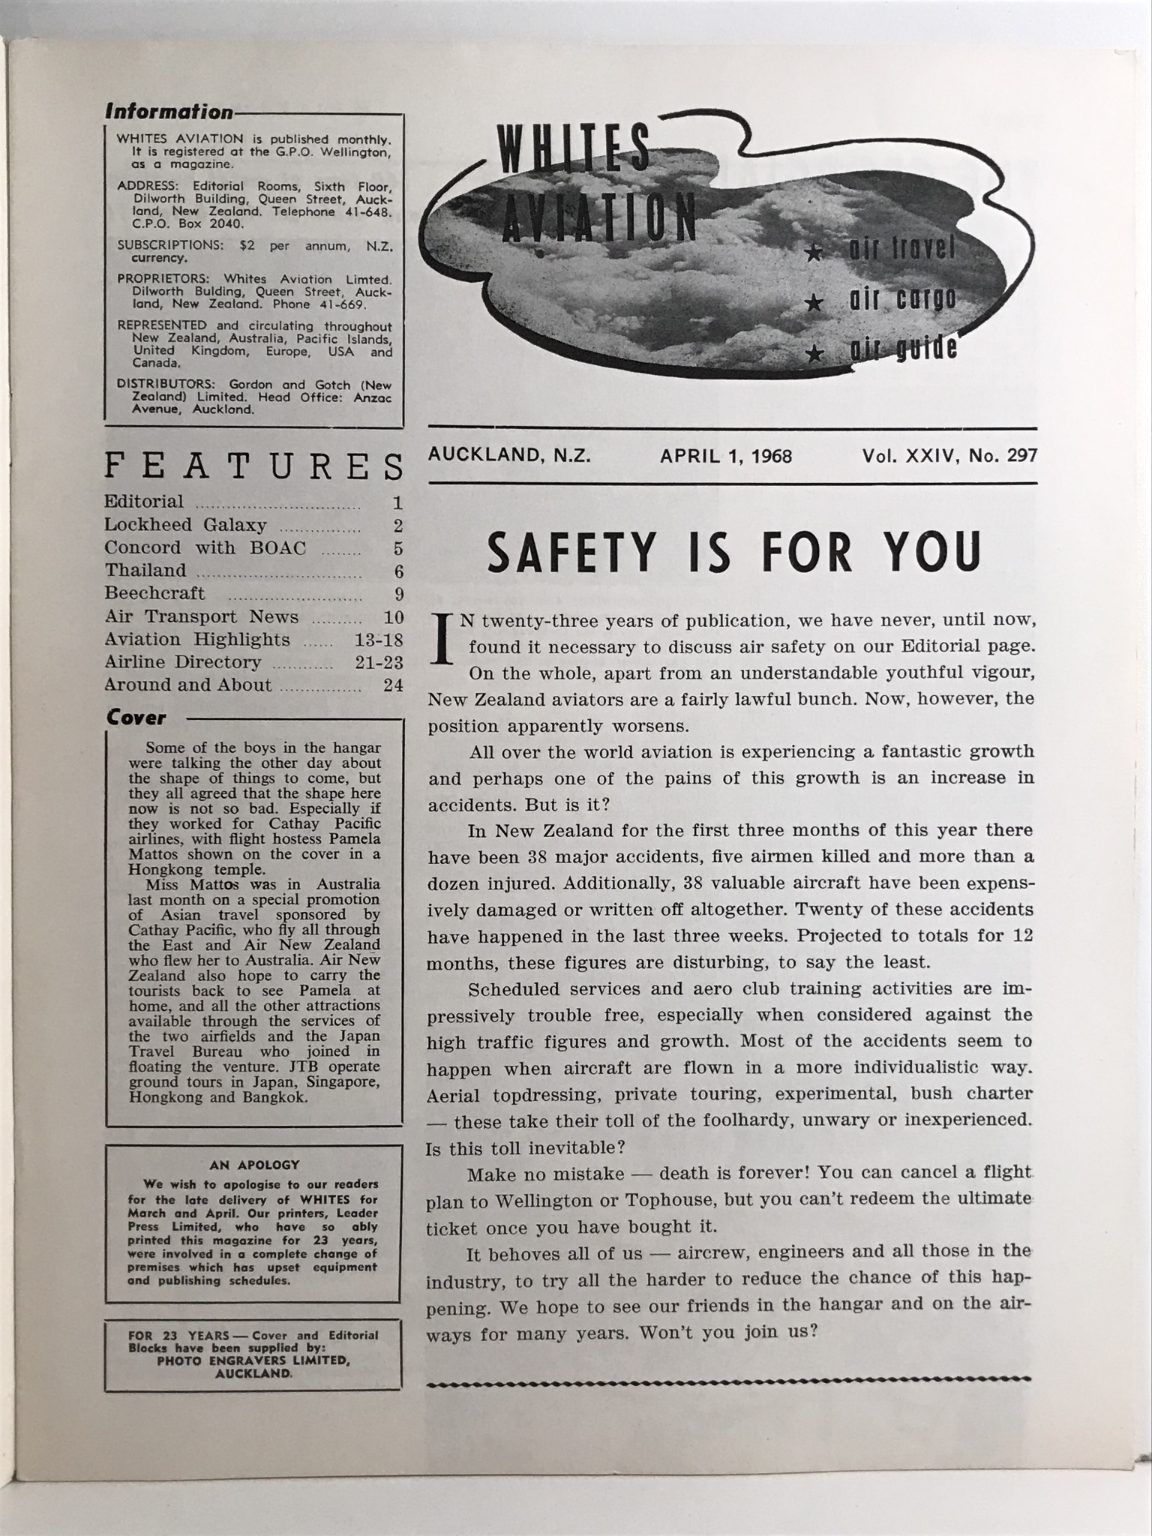 Information
WHITES AVIATION is published monthly.
It is registered at the G.P.O. Wellington,
as a magazine.
ADDRESS: Editorial Rooms, Sixth Floor,
Dilworth Building, Queen Street, Auck-
land, New Zealand. Telephone 41-648.
C.P.O. Box 2040.
SUBSCRIPTIONS: $2 per annum, N.Z.
currency.
PROPRIETORS: Whites Aviation Limted.
Dilworth Bulding, Queen Street, Auck-
land, New Zealand. Phone 41-669.
REPRESENTED and circulating throughout
New Zealand, Australia, Pacific Islands,
United Kingdom, Europe, USA and
Canada.
DISTRIBUTORS: Gordon and Gotch (New
Zealand) Limited. Head Office: Anzac
Avenue, Auckland.
FEATURES
Editorial .............................. 1
Lockheed Galaxy ............... 2
Concord with BOAC ........ 5
Thailand .............................. 6
Beechcraft ........................ 9
Air Transport News .......... 10
Aviation Highlights ...... 13-18
Airline Directory ........... 21-23
Around and About ................ 24
Cover
Some of the boys in the hangar
were talking the other day about
the shape of things to come, but
they all agreed that the shape here
now is not so bad. Especially if
they worked for Cathay Pacific
airlines, with flight hostess Pamela
Mattos shown on the cover in a
Hongkong temple.
Miss Mattos was in Australia
last month on a special promotion
of Asian travel sponsored by
Cathay Pacific, who fly all through
the East and Air New Zealand
who flew her to Australia. Air New
Zealand also hope to carry the
tourists back to see Pamela at
home, and all the other attractions
available through the services of
the two airfields and the Japan
Travel Bureau who joined in
floating the venture. JTB operate
ground tours in Japan, Singapore,
Hongkong and Bangkok.
AN APOLOGY
We wish to apologise to our readers
for the late delivery of WHITES for
March and April. Our printers, Leader
Press Limited, who have so ably
printed this magazine for 23 years,
were involved in a complete change of
premises which has upset equipment
and publishing schedules.
FOR 23 YEARS — Cover and Editorial
Blocks have been supplied by:
PHOTO ENGRAVERS LIMITED,
AUCKLAND.
WHITES
AVIATION
★ air travel
★ air cargo
★ air guide
AUCKLAND, N.Z. APRIL 1, 1968 Vol. XXIV, No. 297
SAFETY IS FOR YOU
IN twenty-three years of publication, we have never, until now,
found it necessary to discuss air safety on our Editorial page.
On the whole, apart from an understandable youthful vigour,
New Zealand aviators are a fairly lawful bunch. Now, however, the
position apparently worsens.
All over the world aviation is experiencing a fantastic growth
and perhaps one of the pains of this growth is an increase in
accidents. But is it?
In New Zealand for the first three months of this year there
have been 38 major accidents, five airmen killed and more than a
dozen injured. Additionally, 38 valuable aircraft have been expens-
ively damaged or written off altogether. Twenty of these accidents
have happened in the last three weeks. Projected to totals for 12
months, these figures are disturbing, to say the least.
Scheduled services and aero club training activities are im-
pressively trouble free, especially when considered against the
high traffic figures and growth. Most of the accidents seem to
happen when aircraft are flown in a more individualistic way.
Aerial topdressing, private touring, experimental, bush charter
— these take their toll of the foolhardy, unwary or inexperienced.
Is this toll inevitable?
Make no mistake — death is forever! You can cancel a flight
plan to Wellington or Tophouse, but you can't redeem the ultimate
ticket once you have bought it.
It behoves all of us — aircrew, engineers and all those in the
industry, to try all the harder to reduce the chance of this hap-
pening. We hope to see our friends in the hangar and on the air-
ways for many years. Won't you join us?